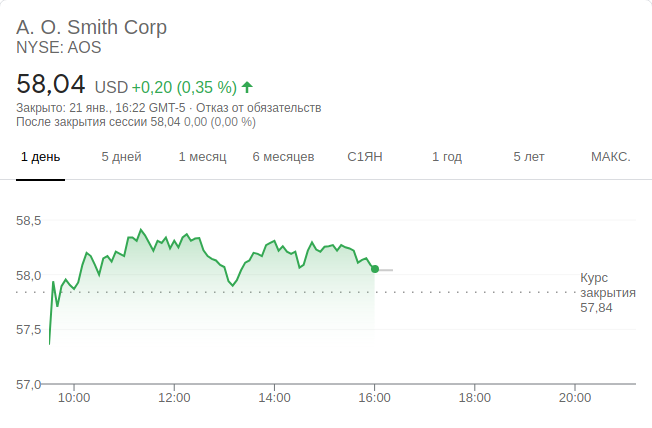 A. O. Smith Corp
NYSE: AOS
58,04 USD +0,20 (0,35 %)
Закрыто: 21 янв., 16:22 GMT-5 · Отказ от обязательств
После закрытия сессии 58,04 0,00 (0,00 %)
1 день 5 дней 1 месяц 6 месяцев С1ЯН 1 год 5 лет МАКС.
58,5
58,0
Курс
закрытия
57,84
57,5
57,0
10:00 12:00 14:00 16:00 18:00 20:00